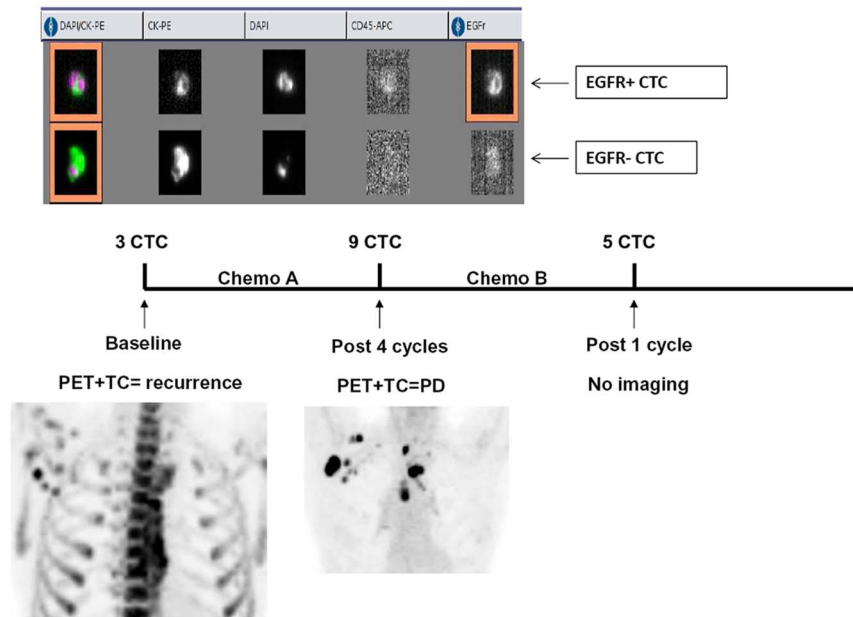 DAPI/CK-PE CK-PE DAPI CD45-APC EGFr
EGFR+ CTC
EGFR- CTC
3 CTC 9 CTC 5 CTC
Chemo A Chemo B
Baseline Post 4 cycles Post 1 cycle
PET+TC= recurrence PET+TC=PD No imaging